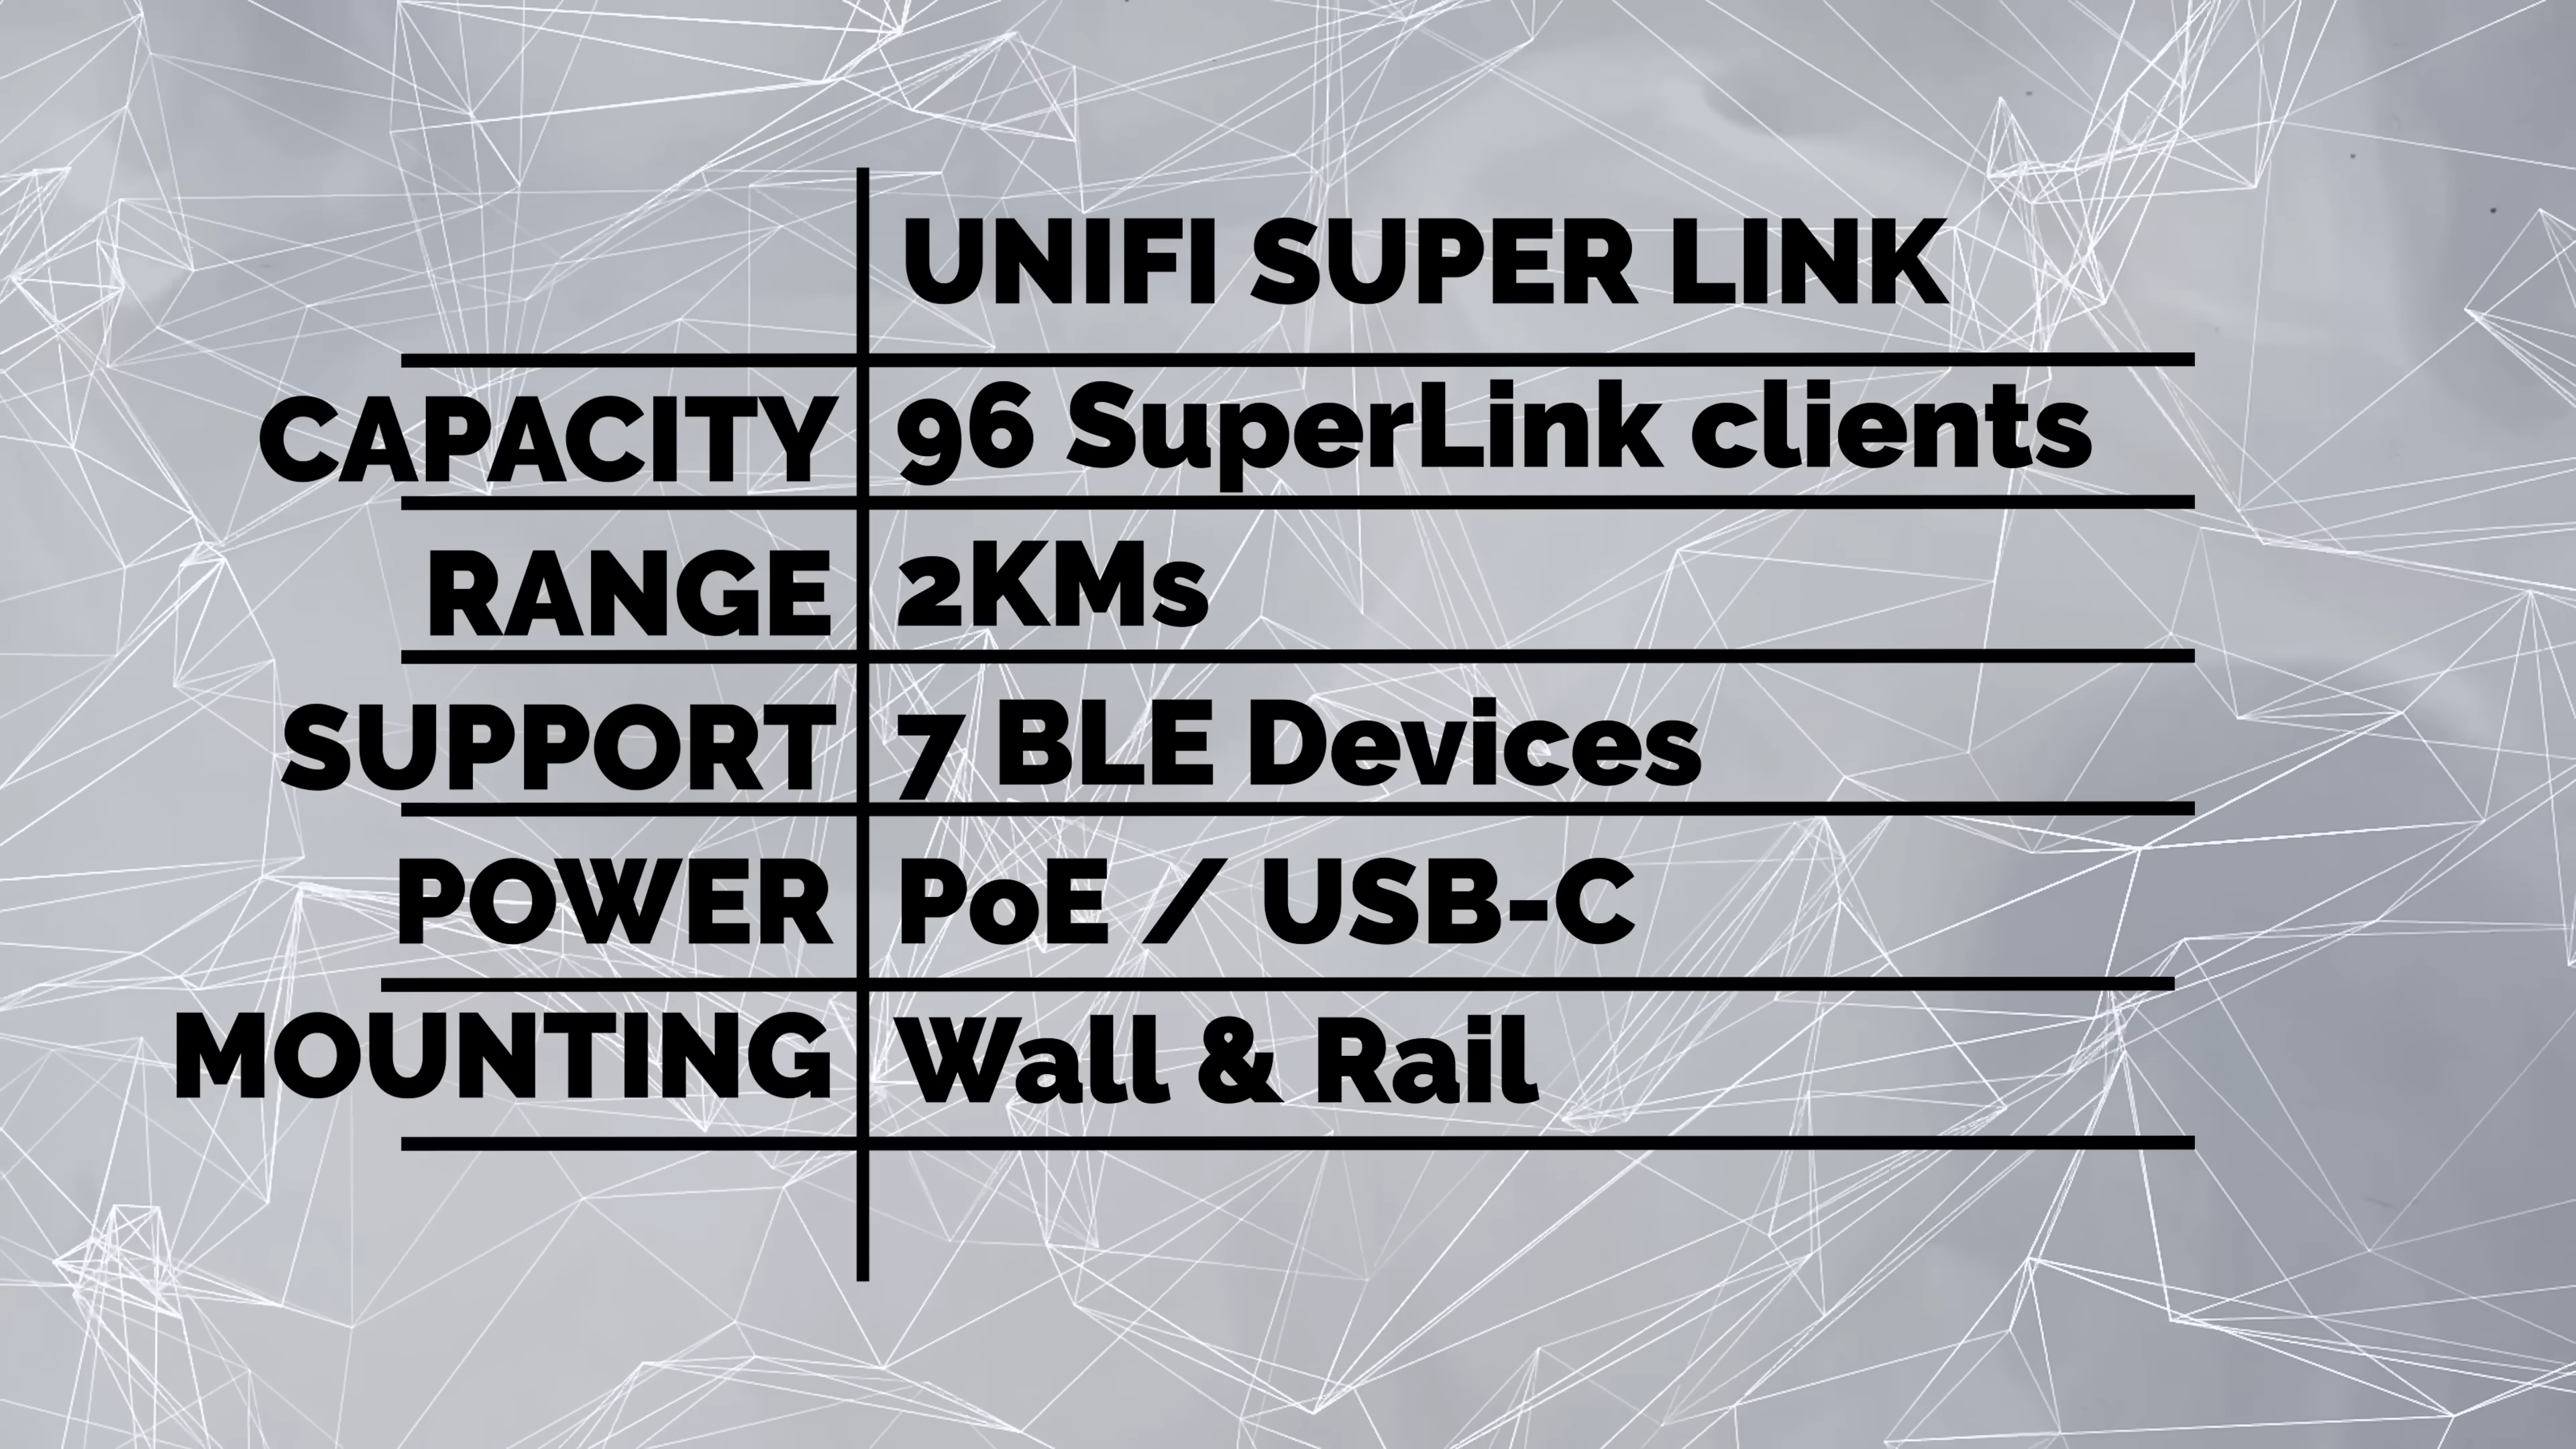 UNIFI SUPER LINK
CAPACITY 96 SuperLink clients
RANGE 2KMs
SUPPORT 7 BLE Devices
POWER PoE / USB-C
MOUNTING Wall & Rail